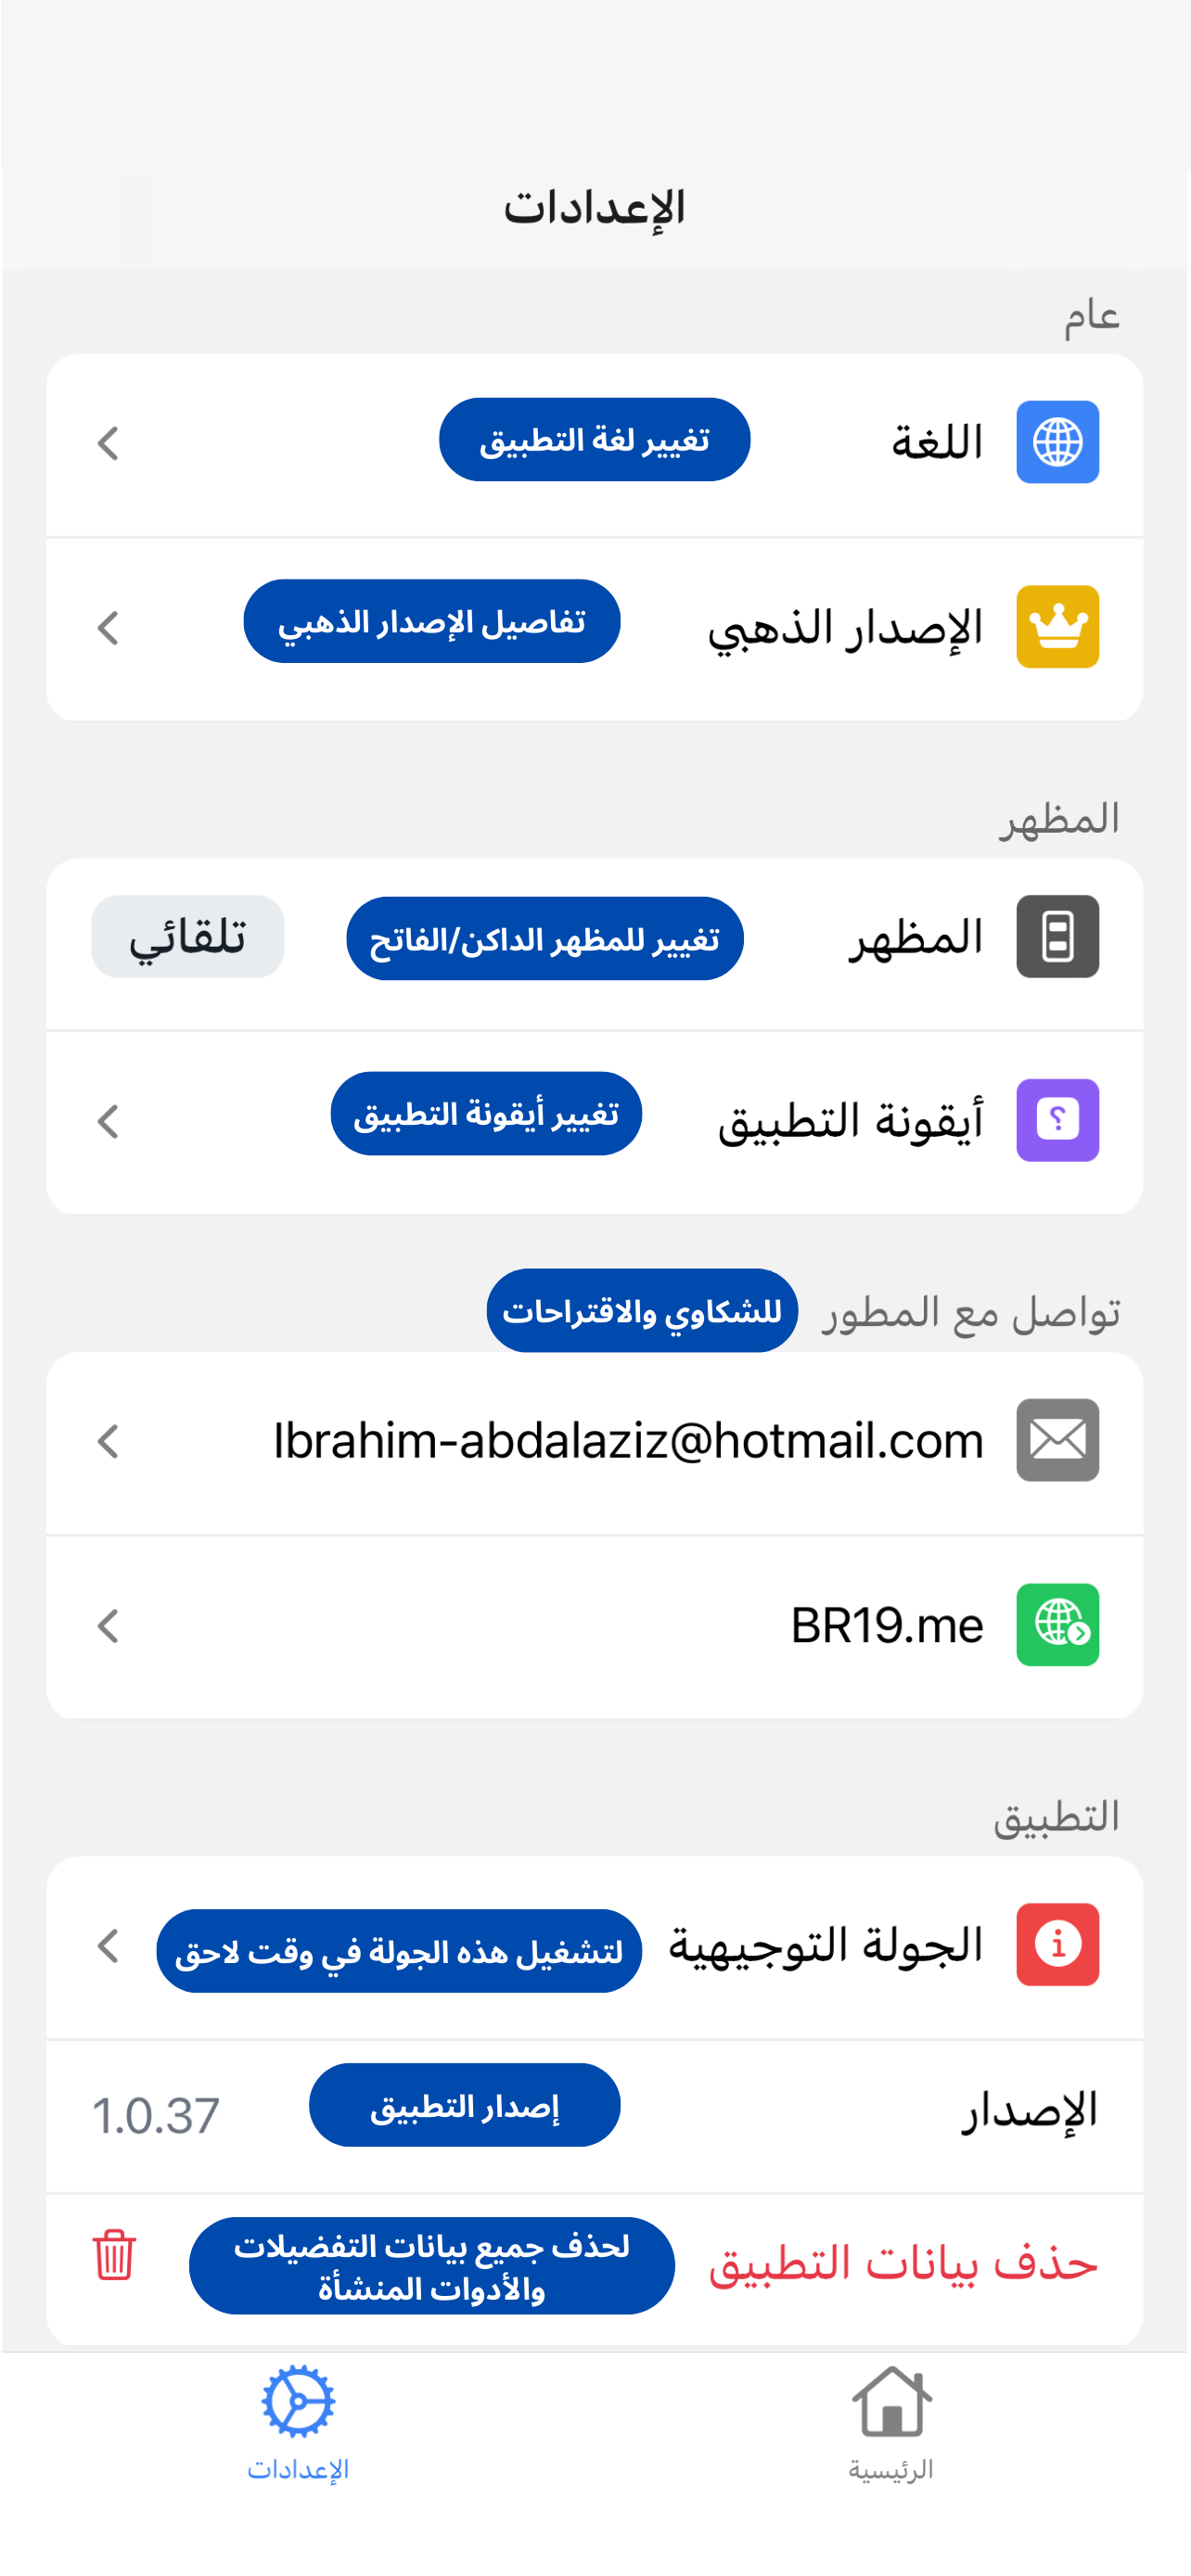 الإعدادات
عام
اللغة
تغيير لغة التطبيق
الإصدار الذهبي
تفاصيل الإصدار الذهبي
المظهر
المظهر
تغيير للمظهر الداكن/الفاتح
تلقائي
أيقونة التطبيق
تغيير أيقونة التطبيق
تواصل مع المطور
للشكاوي والاقتراحات
Ibrahim-abdalaziz@hotmail.com
BR19.me
التطبيق
الجولة التوجيهية
لتشغيل هذه الجولة في وقت لاحق
الإصدار
إصدار التطبيق
1.0.37
حذف بيانات التطبيق
لحذف جميع بيانات التفضيلات
والأدوات المنشأة
الرئيسية
الإعدادات